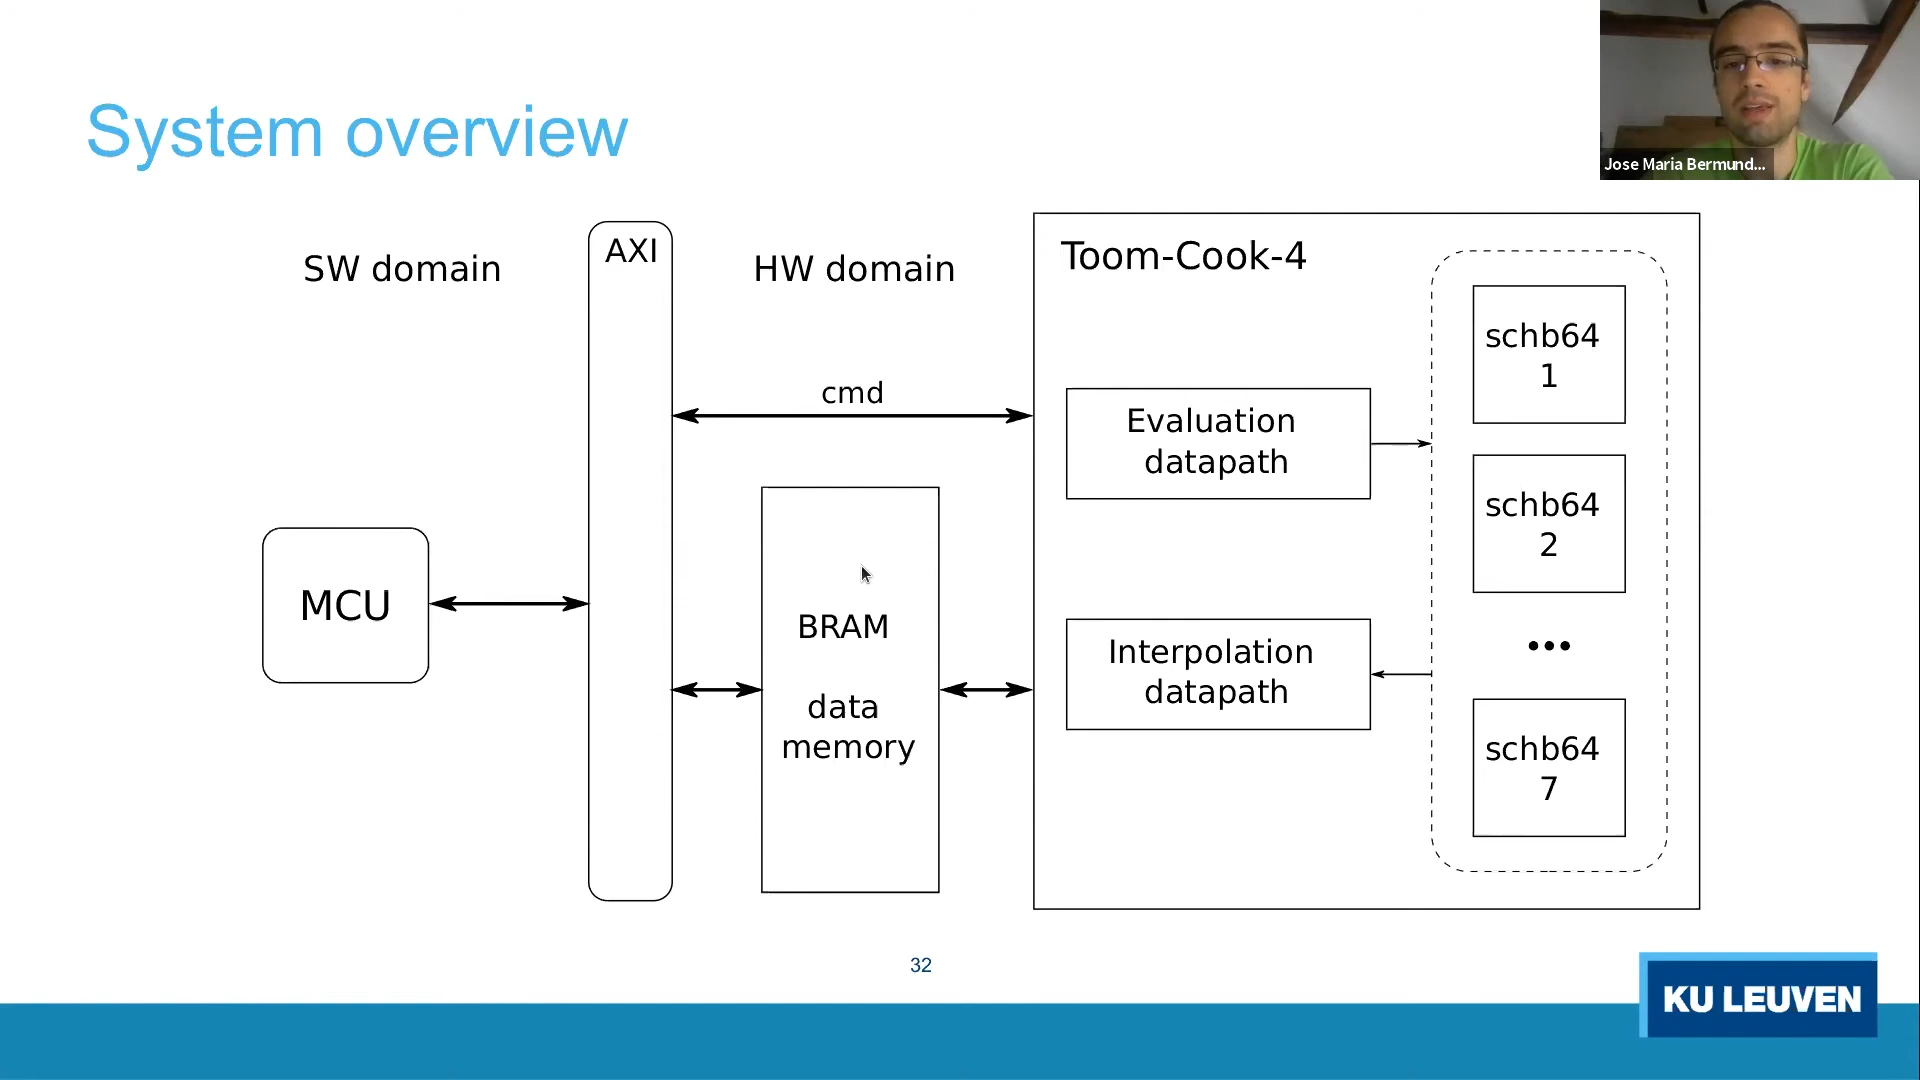 System overview
Jose Maria Bermund...
SW domain
AXI
HW domain
Toom-Cook-4
cmd
MCU
BRAM
data
memory
Evaluation
datapath
Interpolation
datapath
schb64
1
schb64
2
...
schb64
7
32
KU LEUVEN